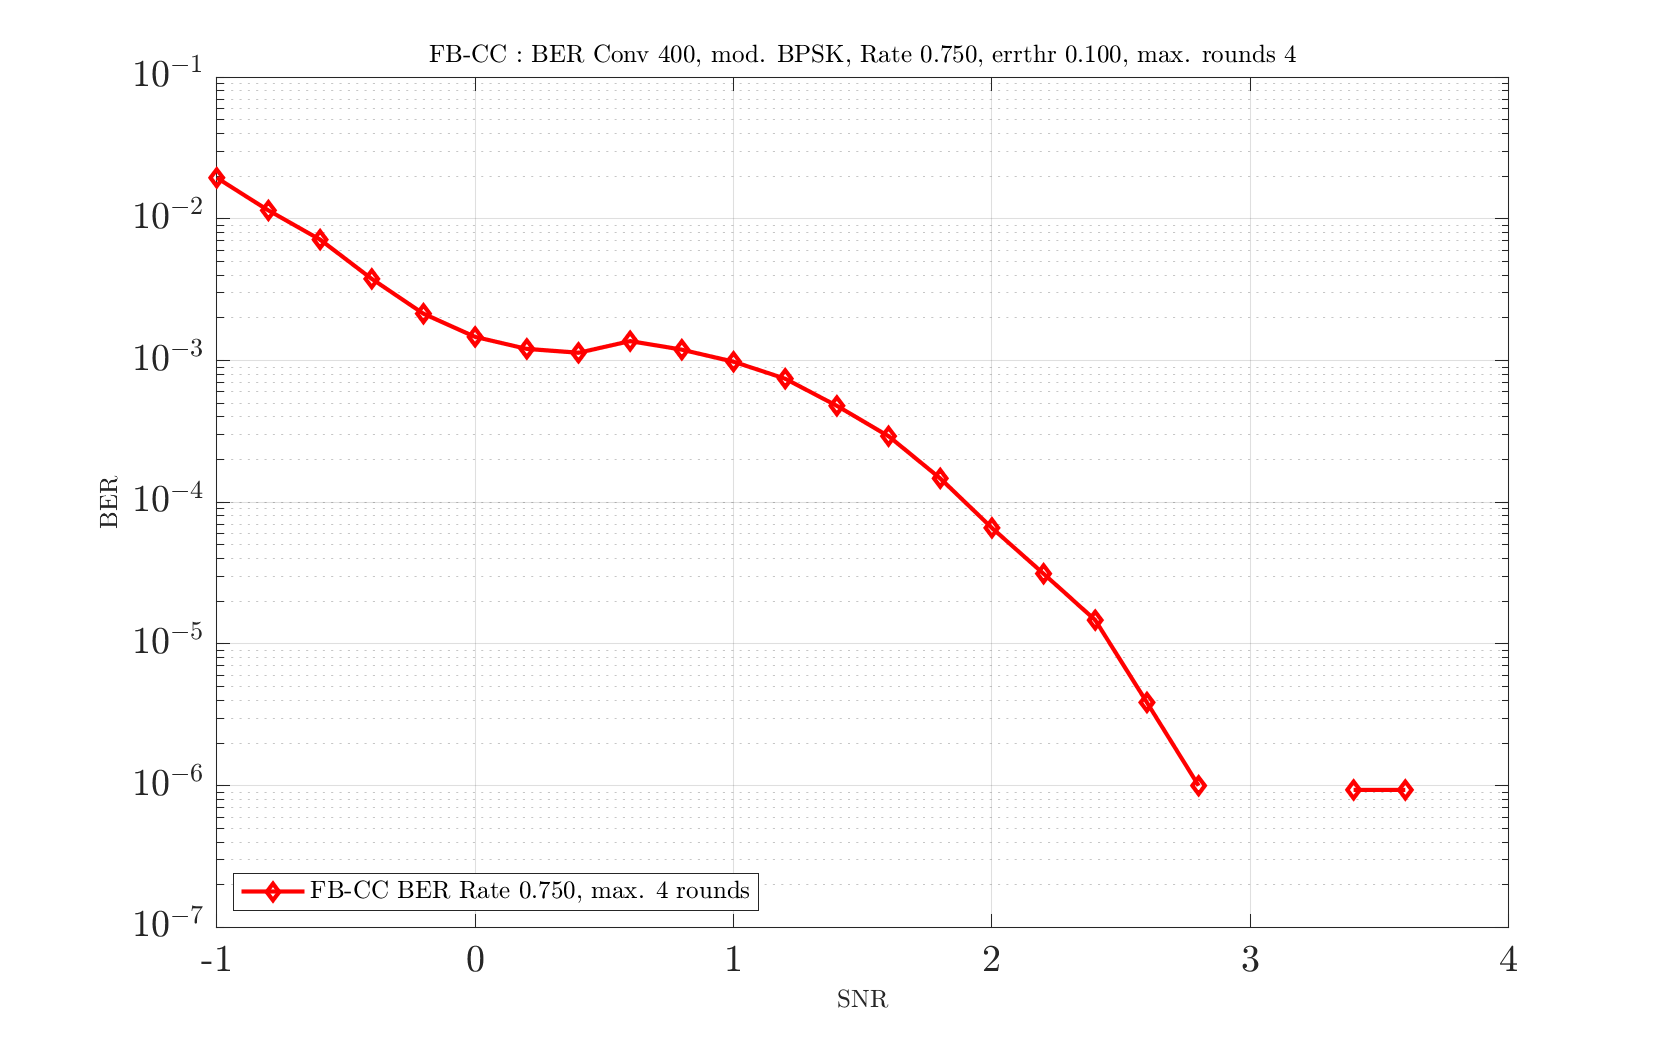 FB-CC : BER Conv 400, mod. BPSK, Rate 0.750, errthr 0.100, max. rounds 4
10^{-1}
10^{-2}
10^{-3}
10^{-4}
10^{-5}
10^{-6}
10^{-7}
BER
FB-CC BER Rate 0.750, max. 4 rounds
-1 0 1 2 3 4
SNR